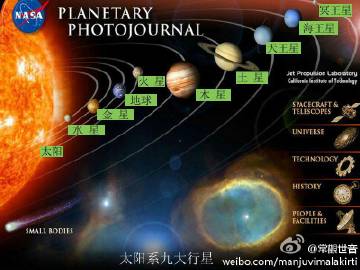 NASA
PLANETARY
PHOTOJOURNAL
冥王星
海王星
天王星
土 星
木 星
火 星
地球
金 星
水 星
太阳
Jet Propulsion Laboratory
California Institute of Technology
SPACECRAFT &
TELESCOPES
UNIVERSE
TECHNOLOGY
HISTORY
PEOPLE &
FACILITIES
SMALL BODIES
太阳系九大行星
@常嗣世音
weibo.com/manjuvimalakirti